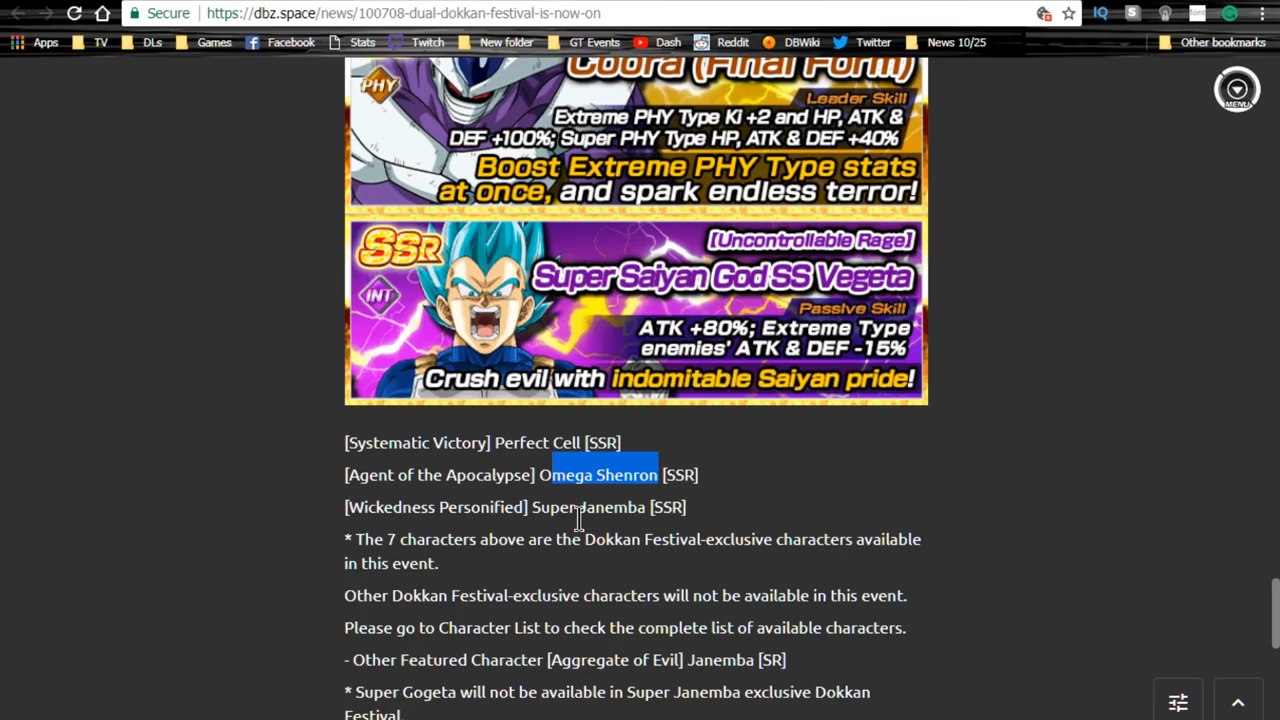 Secure https://dbz.space/news/100708-dual-dokkan-festival-is-now-on
Apps TV DLs Games Facebook Stats Twitch New folder GT Events Dash Reddit DBWiki Twitter News 10/25 Other bookmarks
PHY
Coora (Final Form)
Leader Skill
Extreme PHY Type Ki +2 and HP, ATK &
DEF +100%; Super PHY Type HP, ATK & DEF +40%
Boost Extreme PHY Type stats
at once, and spark endless terror!
MENU
SSR
[Uncontrollable Rage]
Super Saiyan God SS Vegeta
INT
Passive Skill
ATK +80%; Extreme Type
enemies' ATK & DEF -15%
Crush evil with indomitable Saiyan pride!
[Systematic Victory] Perfect Cell [SSR]
[Agent of the Apocalypse] Omega Shenron [SSR]
[Wickedness Personified] Super Janemba [SSR]
* The 7 characters above are the Dokkan Festival-exclusive characters available
in this event.
Other Dokkan Festival-exclusive characters will not be available in this event.
Please go to Character List to check the complete list of available characters.
- Other Featured Character [Aggregate of Evil] Janemba [SR]
* Super Gogeta will not be available in Super Janemba exclusive Dokkan
Festival.